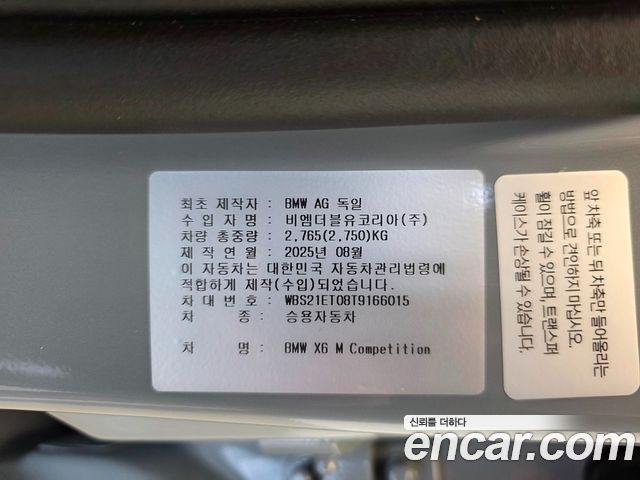 최초 제작자 : BMW AG 독일
수 입 자 명 : 비엠더블유코리아(주)
차량 총중량 : 2,765(2,750)KG
제 작 연 월 : 2025년 08월
이 자동차는 대한민국 자동차관리법령에
적합하게 제작(수입)되었습니다.
차 대 번 호 : WBS21ET08T9166015
차 종 : 승용자동차
차 명 : BMW X6 M Competition
앞 차축 또는 뒤 차축만 들어올리는
방법으로 견인하지 마십시오.
휠이 잠길 수 있으며, 트랜스퍼
케이스가 손상될 수 있습니다.
신뢰를 더하다
encar.com